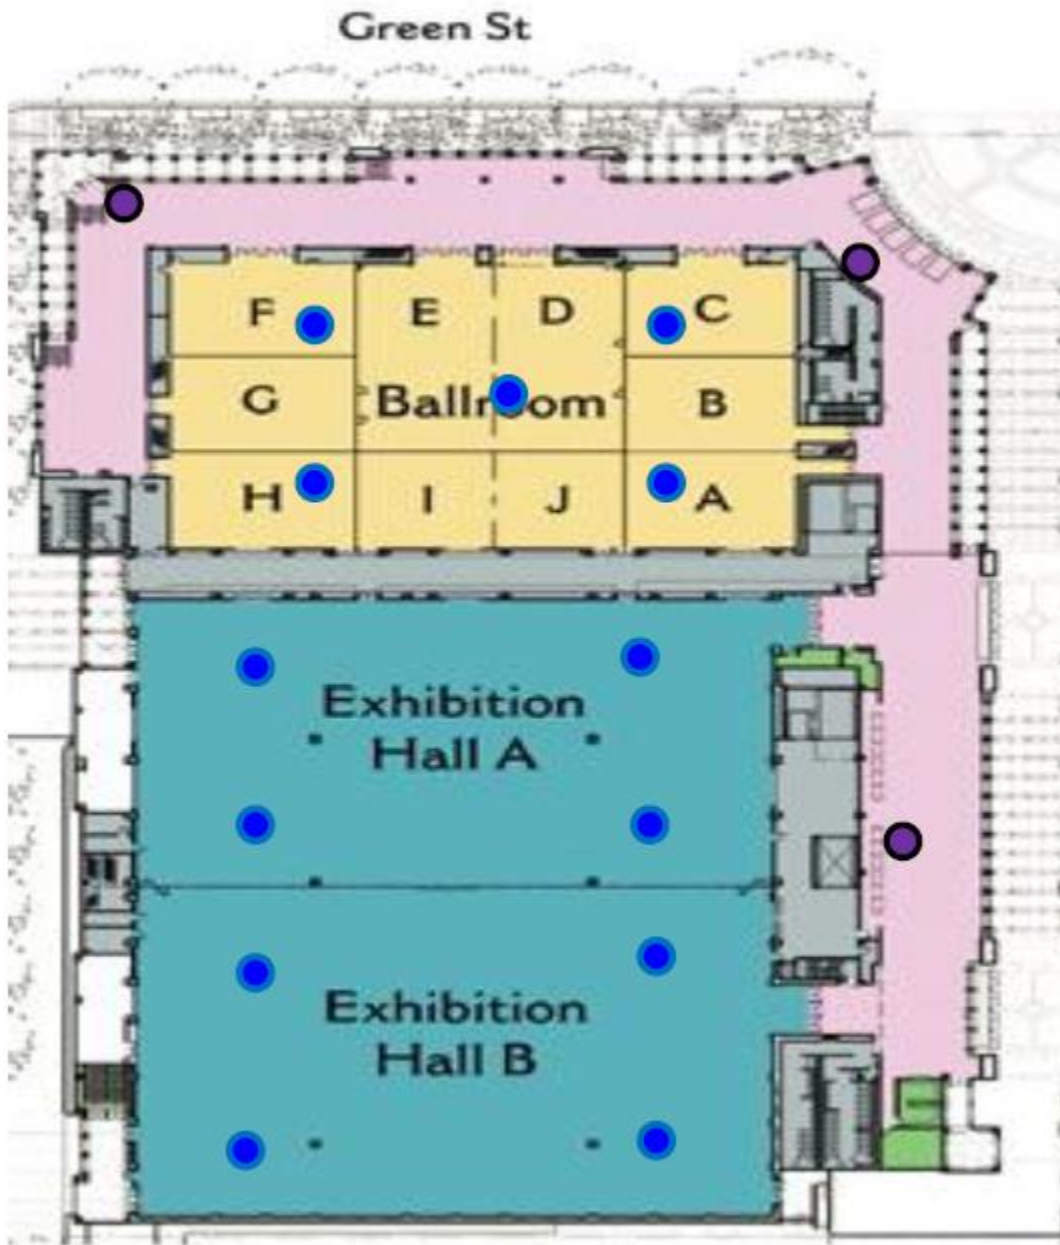 Green St
F E D C
G Ballroom B
H I J A
Exhibition
Hall A
Exhibition
Hall B